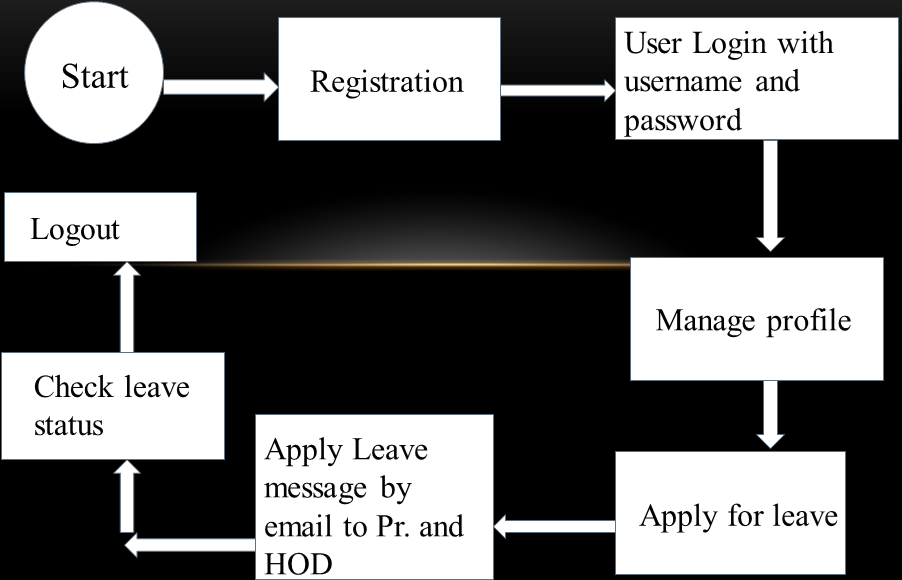 Start
Registration
User Login with
username and
password
Manage profile
Apply for leave
Apply Leave
message by
email to Pr. and
HOD
Check leave
status
Logout